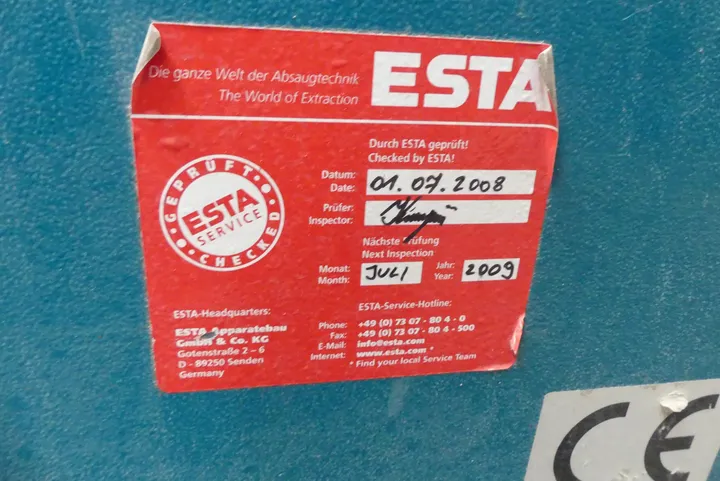 Die ganze Welt der Absaugtechnik
The World of Extraction
ESTA
Durch ESTA geprüft!
Checked by ESTA!
Datum:
Date:
01.07.2008
Prüfer:
Inspector:
Nächste Prüfung
Next Inspection
Monat:
Month:
JULI
Jahr:
Year:
2009
GEPRÜFT
ESTA
SERVICE
CHECKED
ESTA-Headquarters:
ESTA Apparatebau
GmbH & Co. KG
Gotenstraße 2 – 6
D - 89250 Senden
Germany
ESTA-Service-Hotline:
Phone: +49 (0) 73 07 - 80 4 - 0
Fax: +49 (0) 73 07 - 80 4 - 500
E-Mail: info@esta.com
Internet: www.esta.com *
* Find your local Service Team
CE